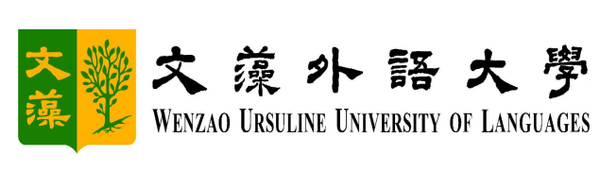 文藻
文藻外語大學
WENZAO URSULINE UNIVERSITY OF LANGUAGES